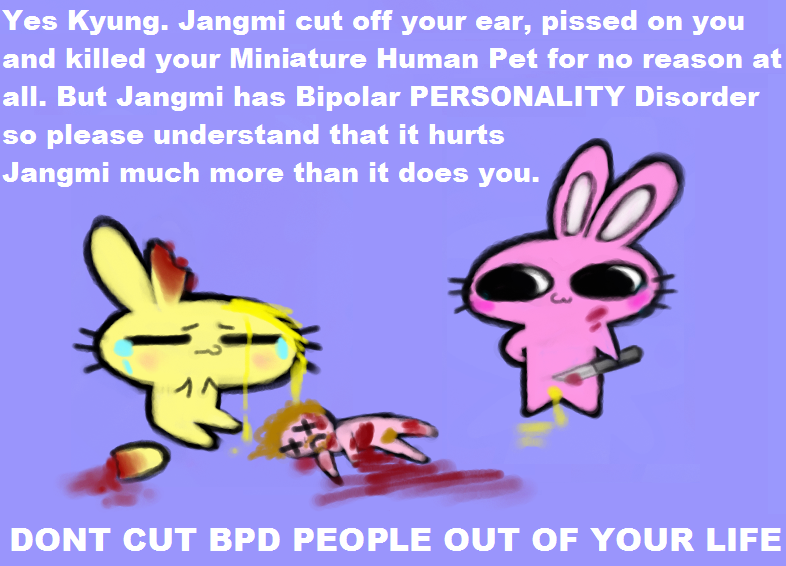 Yes Kyung. Jangmi cut off your ear, pissed on you
and killed your Miniature Human Pet for no reason at
all. But Jangmi has Bipolar PERSONALITY Disorder
so please understand that it hurts
Jangmi much more than it does you.
DONT CUT BPD PEOPLE OUT OF YOUR LIFE